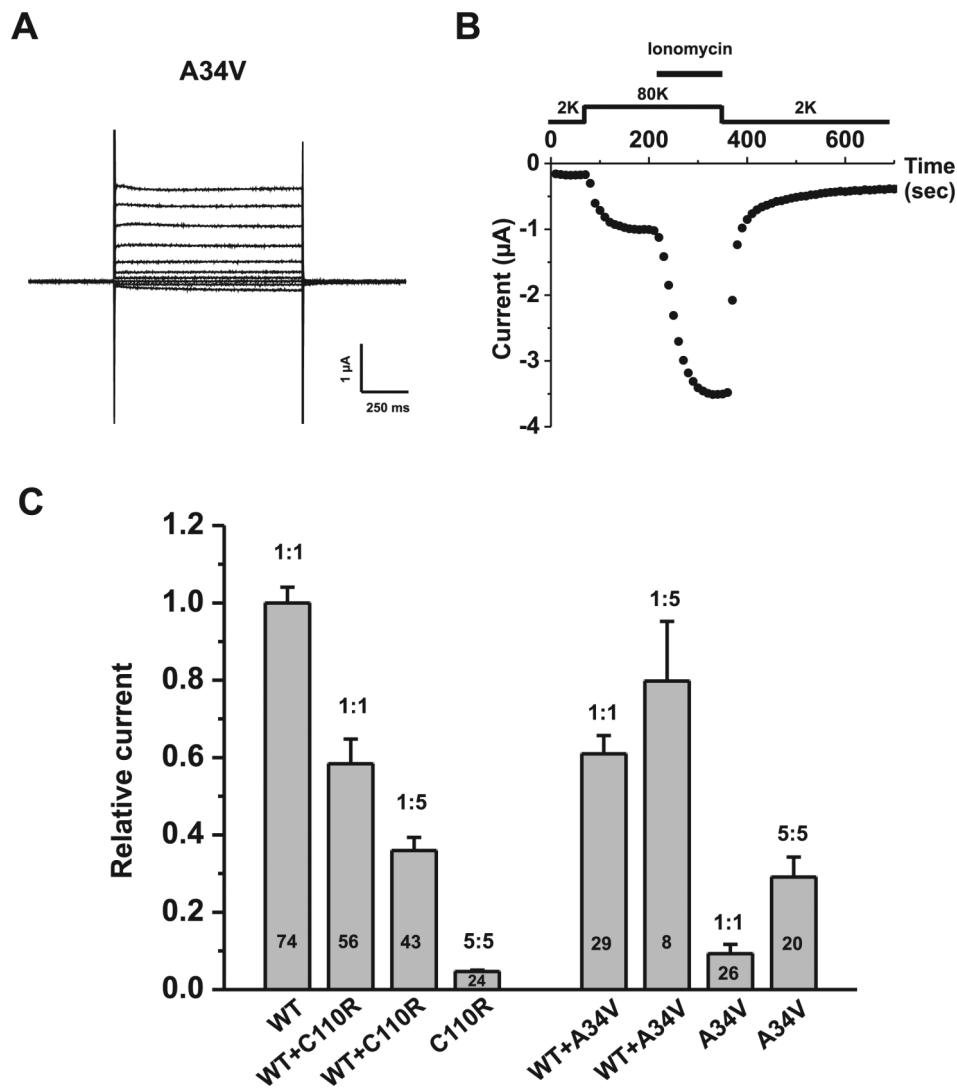 A
A34V
1 µA
250 ms
B
Ionomycin
2K
80K
2K
0
200
400
600
Time
(sec)
0
-1
-2
-3
-4
Current (µA)
C
1.2
1.0
0.8
0.6
0.4
0.2
0.0
Relative current
1:1
1:1
1:5
5:5
1:1
1:5
1:1
5:5
74
56
43
24
29
8
26
20
WT
WT+C110R
WT+C110R
C110R
WT+A34V
WT+A34V
A34V
A34V